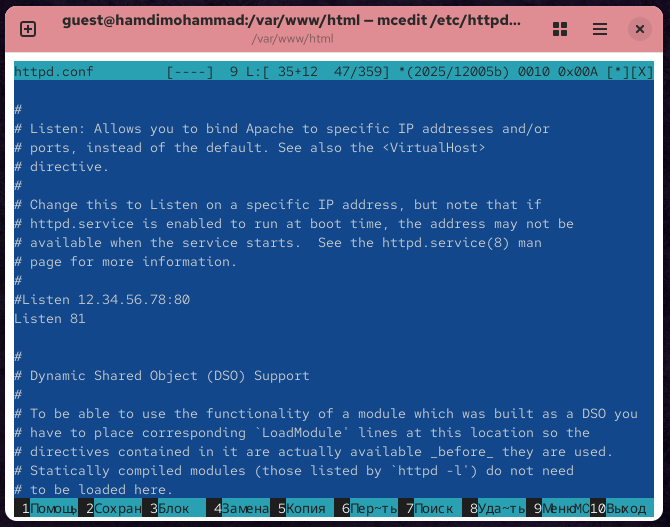 guest@hamdimohammad:/var/www/html — mcedit /etc/httpd...
/var/www/html
httpd.conf [----] 9 L:[ 35+12 47/359] *(2025/12005b) 0010 0x00A [*][X]
#
# Listen: Allows you to bind Apache to specific IP addresses and/or
# ports, instead of the default. See also the <VirtualHost>
# directive.
#
# Change this to Listen on a specific IP address, but note that if
# httpd.service is enabled to run at boot time, the address may not be
# available when the service starts.  See the httpd.service(8) man
# page for more information.
#
#Listen 12.34.56.78:80
Listen 81
#
# Dynamic Shared Object (DSO) Support
#
# To be able to use the functionality of a module which was built as a DSO you
# have to place corresponding `LoadModule' lines at this location so the
# directives contained in it are actually available _before_ they are used.
# Statically compiled modules (those listed by `httpd -l') do not need
# to be loaded here.
1Помощь 2Сохран 3Блок 4Замена 5Копия 6Пер~ть 7Поиск 8Уда~ть 9МенюMC 10Выход